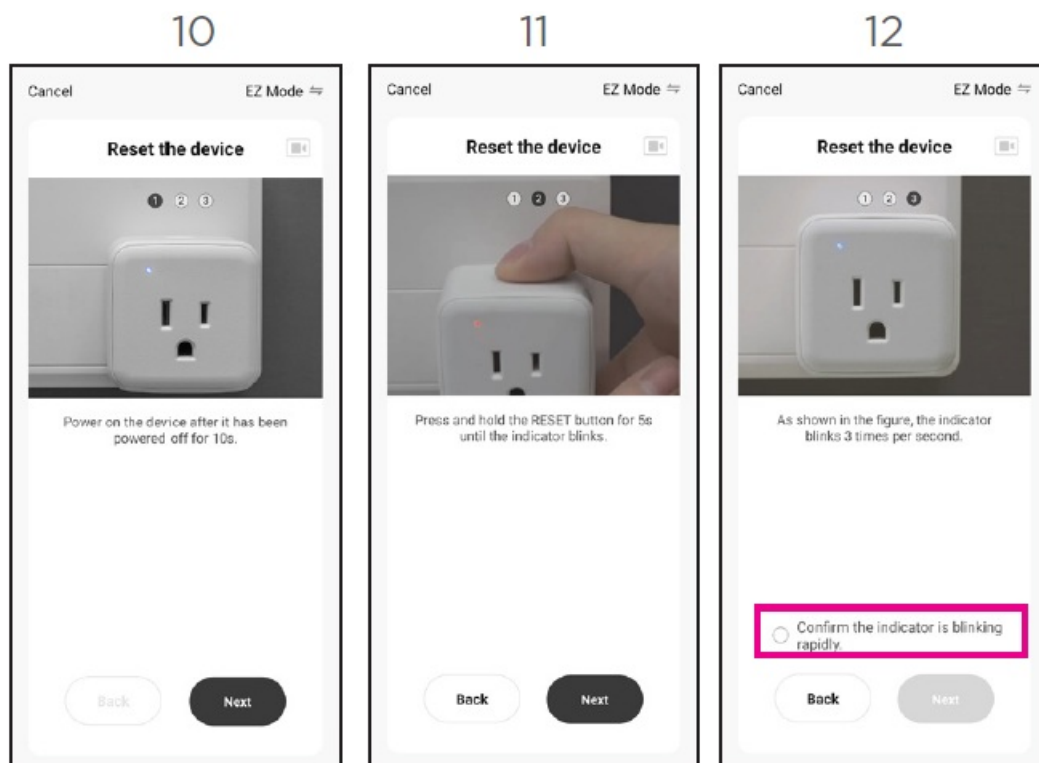 10
11
12
Cancel
EZ Mode
Reset the device
1 2 3
Power on the device after it has been
powered off for 10s.
Back
Next
Cancel
EZ Mode
Reset the device
1 2 3
Press and hold the RESET button for 5s
until the indicator blinks.
Back
Next
Cancel
EZ Mode
Reset the device
1 2 3
As shown in the figure, the indicator
blinks 3 times per second.
Confirm the indicator is blinking
rapidly.
Back
Next